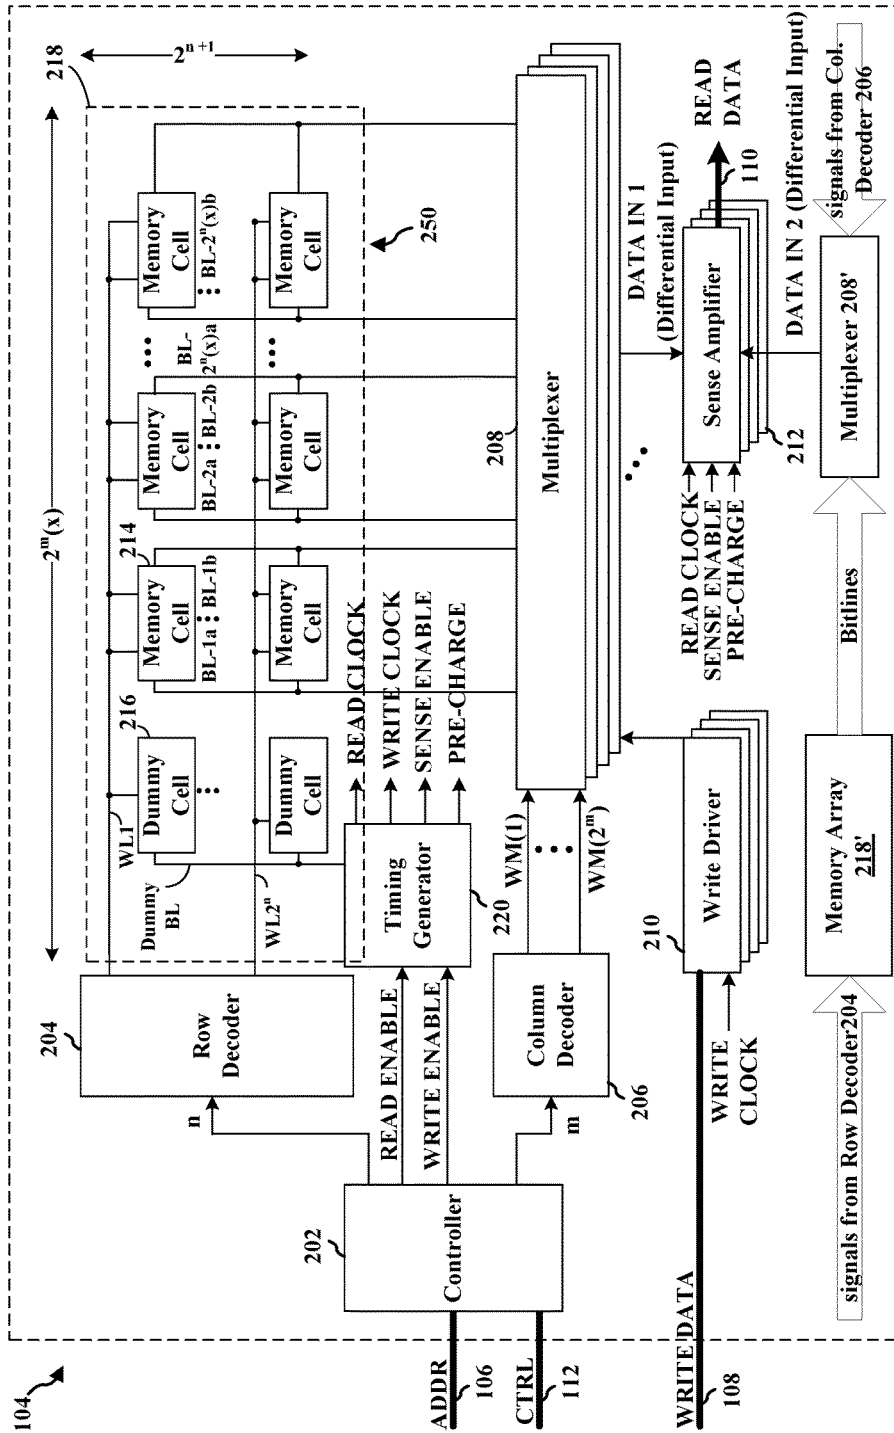 104
ADDR
106
CTRL
112
WRITE DATA
108
202
Controller
n
READ ENABLE
WRITE ENABLE
m
204
Row
Decoder
206
Column
Decoder
2^m(x)
2^{n+1}
218
WL1
Dummy
BL
WL2^n
216
Dummy
Cell
Dummy
Cell
214
Memory
Cell
BL-1a
BL-1b
Memory
Cell
Memory
Cell
BL-2a
BL-2b
Memory
Cell
BL-
2^n(x)a
Memory
Cell
BL-2^n(x)b
Memory
Cell
250
Timing
Generator
220
READ CLOCK
WRITE CLOCK
SENSE ENABLE
PRE-CHARGE
WM(1)
WM(2^m)
208
Multiplexer
210
Write Driver
WRITE
CLOCK
DATA IN 1
(Differential Input)
READ CLOCK
SENSE ENABLE
PRE-CHARGE
Sense Amplifier
212
110
READ
DATA
DATA IN 2 (Differential Input)
signals from Row Decoder204
Memory Array
218'
Bitlines
Multiplexer 208'
signals from Col.
Decoder 206